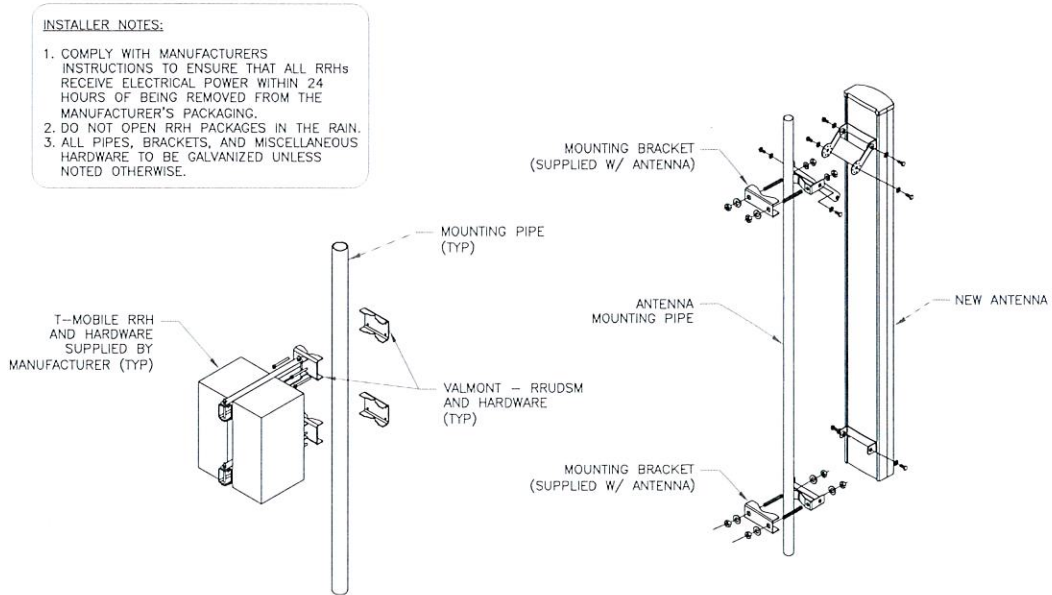 INSTALLER NOTES:
1. COMPLY WITH MANUFACTURERS
INSTRUCTIONS TO ENSURE THAT ALL RRHs
RECEIVE ELECTRICAL POWER WITHIN 24
HOURS OF BEING REMOVED FROM THE
MANUFACTURER'S PACKAGING.
2. DO NOT OPEN RRH PACKAGES IN THE RAIN.
3. ALL PIPES, BRACKETS, AND MISCELLANEOUS
HARDWARE TO BE GALVANIZED UNLESS
NOTED OTHERWISE.
MOUNTING PIPE
(TYP)
T-MOBILE RRH
AND HARDWARE
SUPPLIED BY
MANUFACTURER (TYP)
VALMONT - RRUDSM
AND HARDWARE
(TYP)
MOUNTING BRACKET
(SUPPLIED W/ ANTENNA)
ANTENNA
MOUNTING PIPE
NEW ANTENNA
MOUNTING BRACKET
(SUPPLIED W/ ANTENNA)